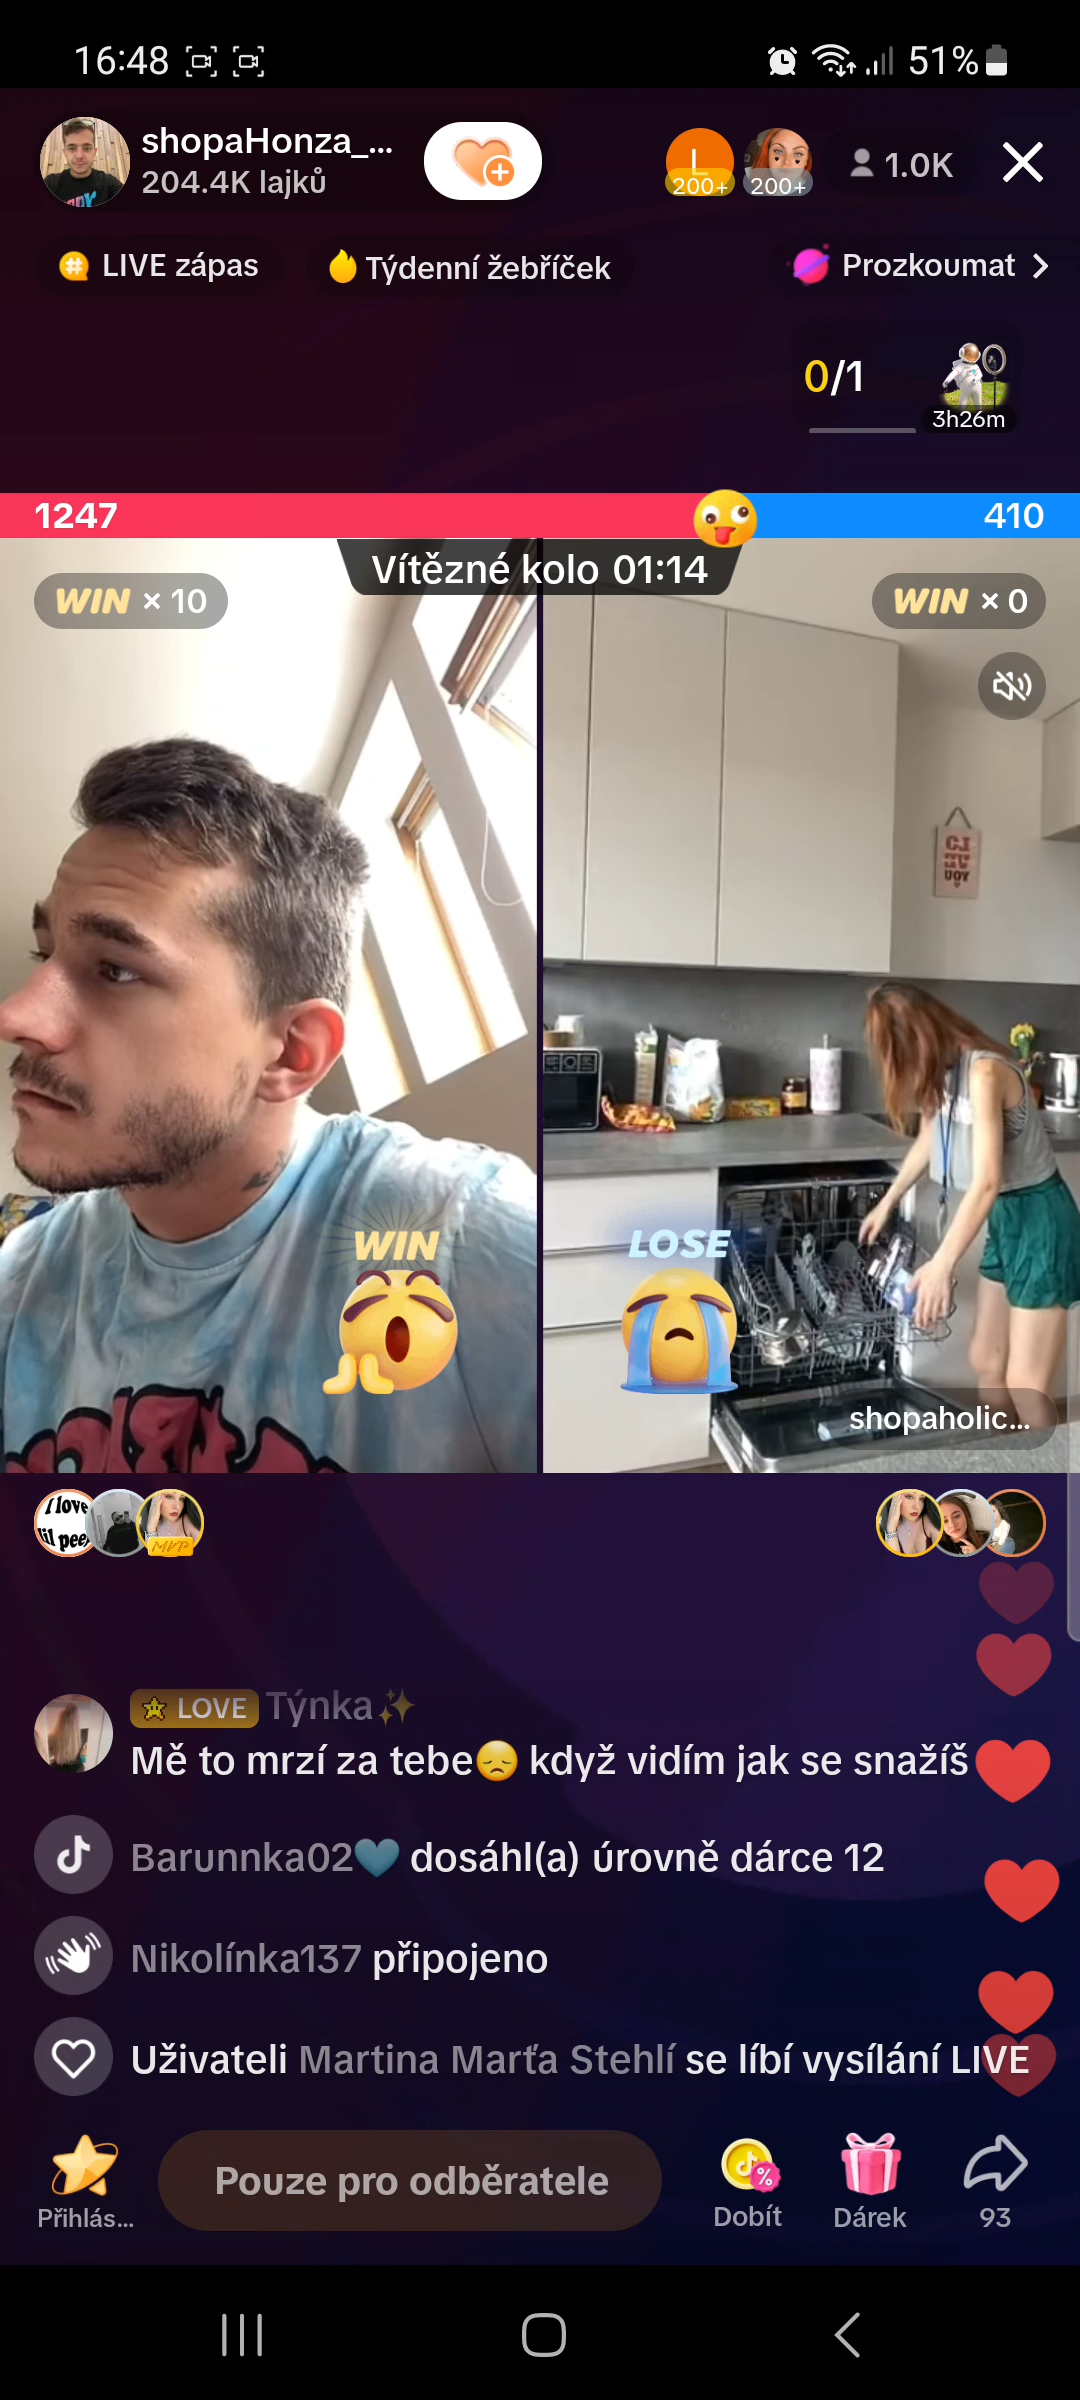 16:48
51%
shopaHonza_...
204.4K lajků
L
200+
200+
1.0K
LIVE zápas
Týdenní žebříček
Prozkoumat
0/1
3h26m
1247
410
Vítězné kolo 01:14
WIN × 10
WIN × 0
WIN
LOSE
shopaholic...
I love
lil peep
MVP
LOVE Týnka✨
Mě to mrzí za tebe😞 když vidím jak se snažíš
Barunnka02🩵 dosáhl(a) úrovně dárce 12
Nikolínka137 připojeno
Uživateli Martina Marťa Stehlí se líbí vysílání LIVE
Přihlás...
Pouze pro odběratele
Dobít
Dárek
93